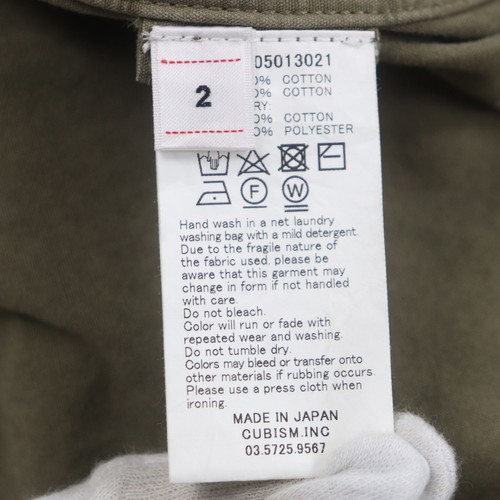 2
05013021
0% COTTON
0% COTTON
RY:
0% COTTON
0% POLYESTER
F
W
Hand wash in a net laundry
washing bag with a mild detergent.
Due to the fragile nature of
the fabric used, please be
aware that this garment may
change in form if not handled
with care.
Do not bleach.
Color will run or fade with
repeated wear and washing.
Do not tumble dry.
Colors may bleed or transfer onto
other materials if rubbing occurs.
Please use a press cloth when
ironing.
MADE IN JAPAN
CUBISM.INC
03.5725.9567